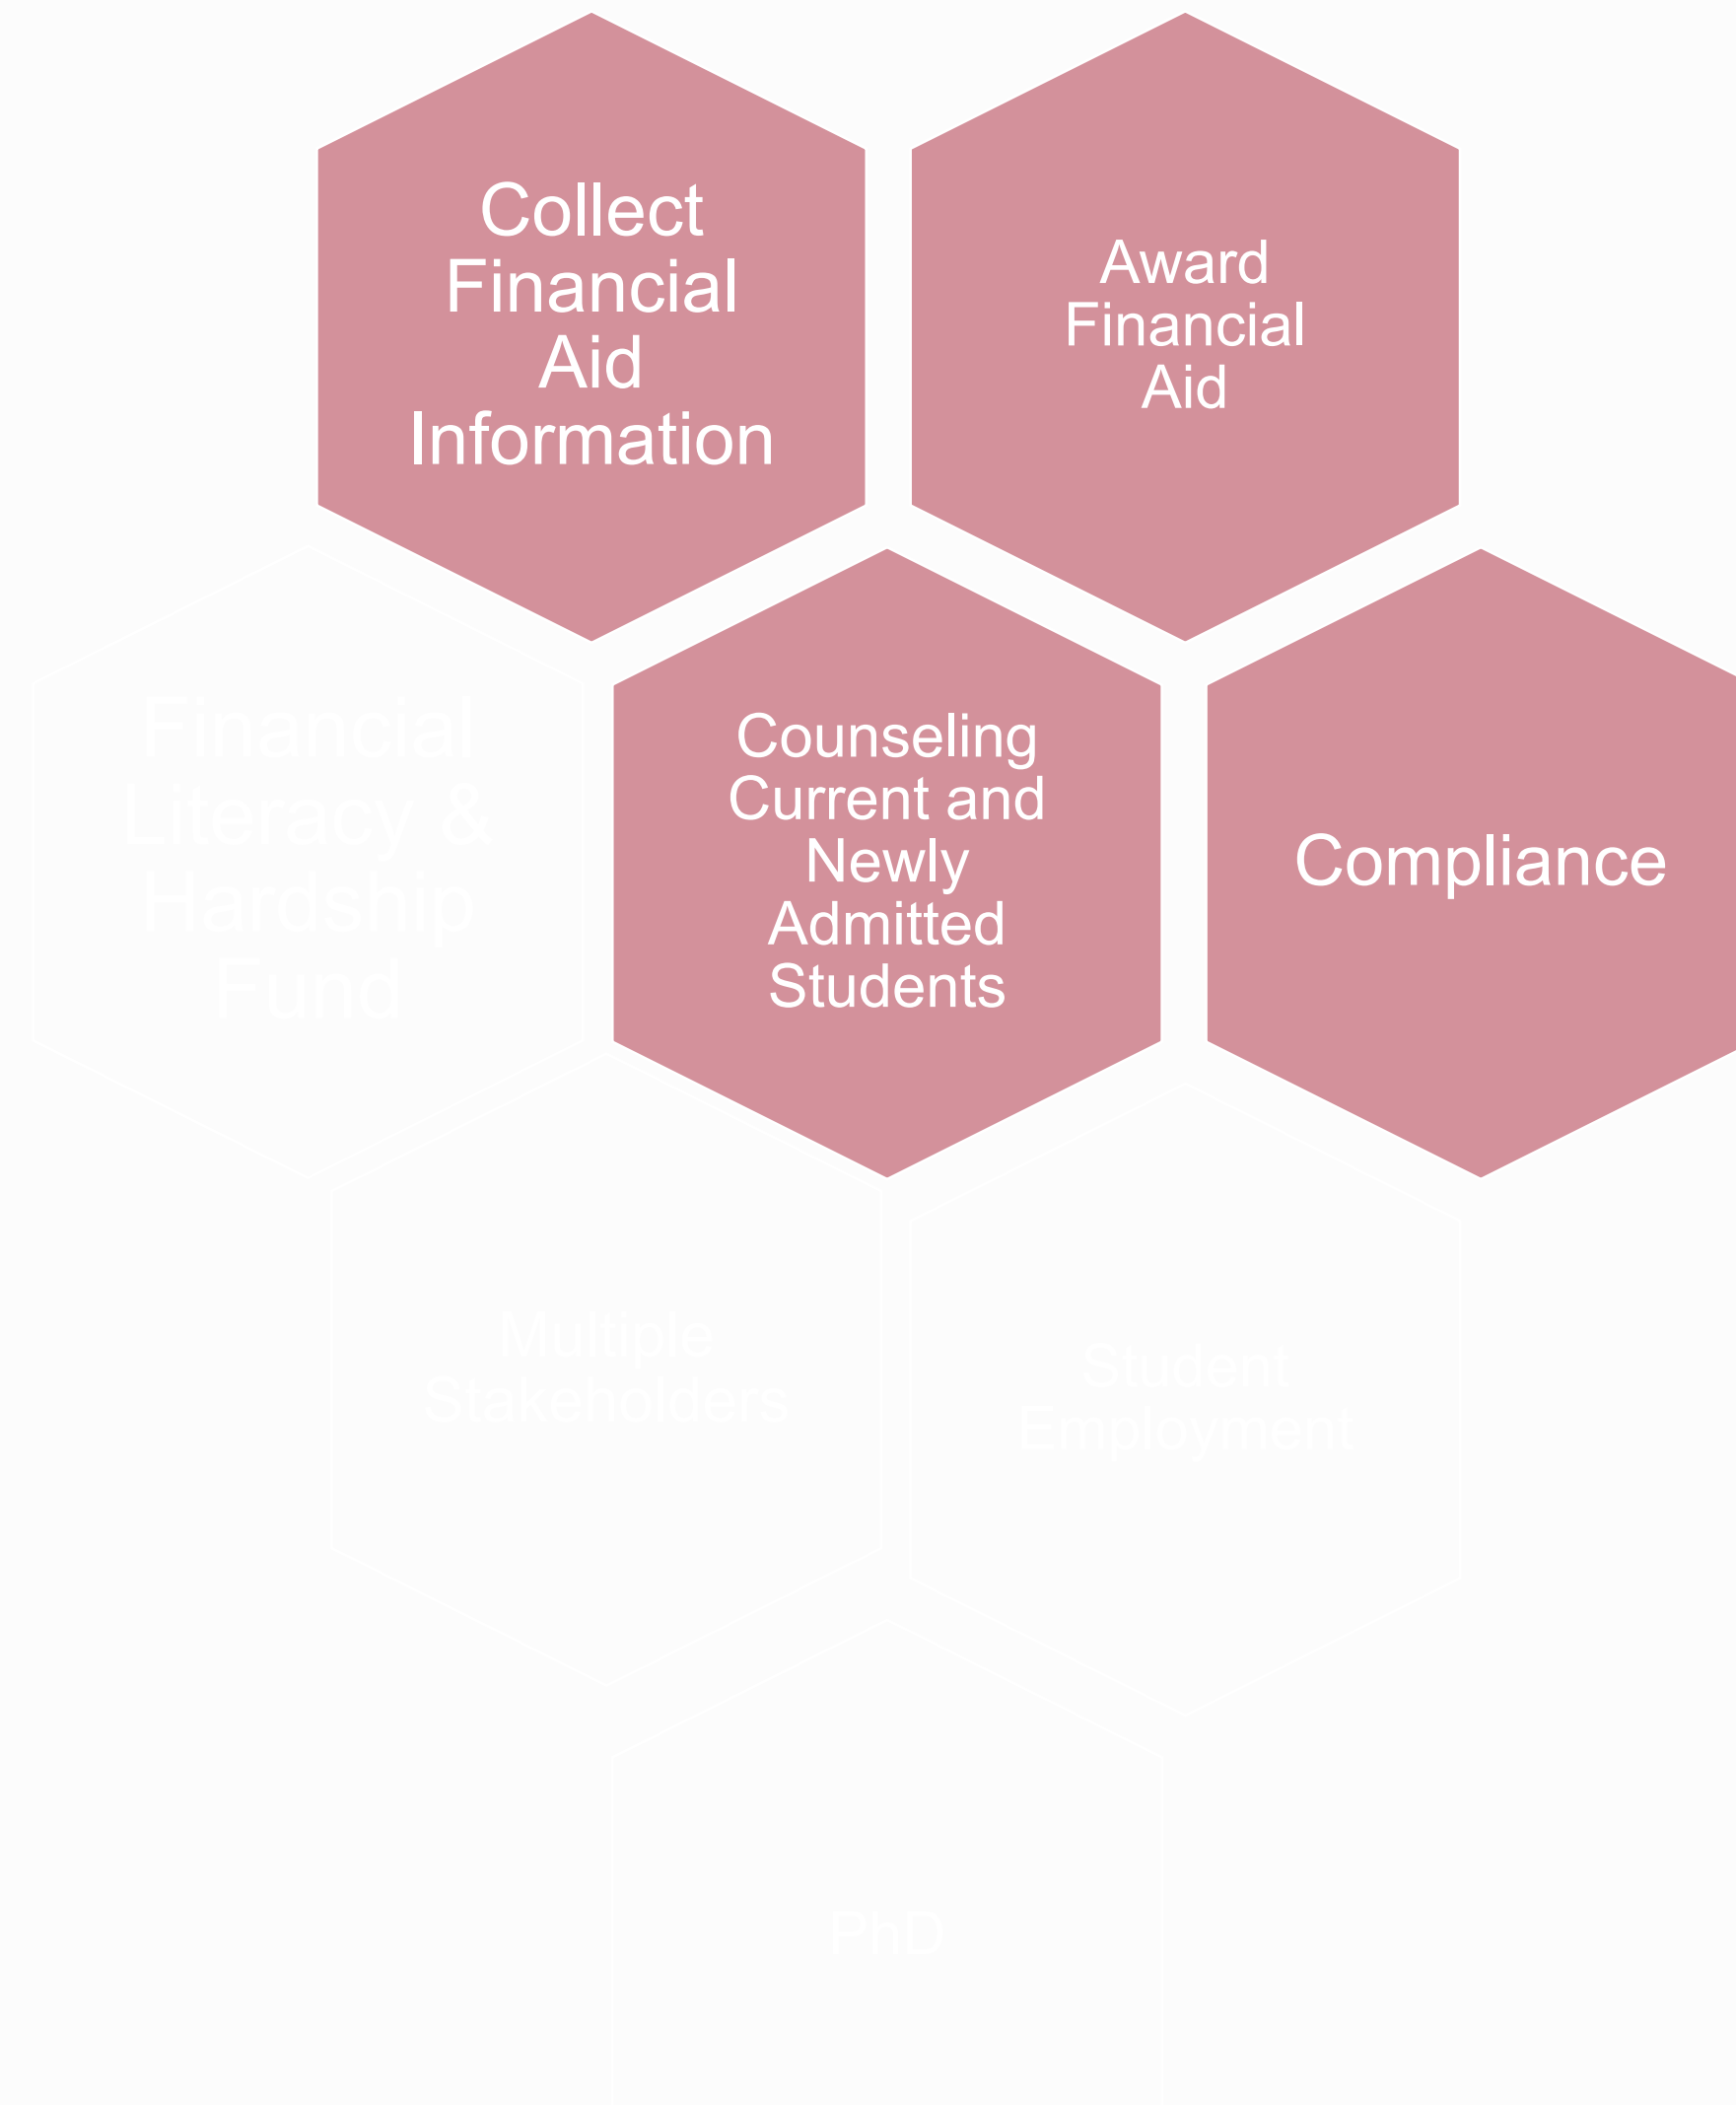 Collect
Financial
Aid
Information
Award
Financial
Aid
Financial
Literacy &
Hardship
Fund
Counseling
Current and
Newly
Admitted
Students
Compliance
Multiple
Stakeholders
Student
Employment
PhD